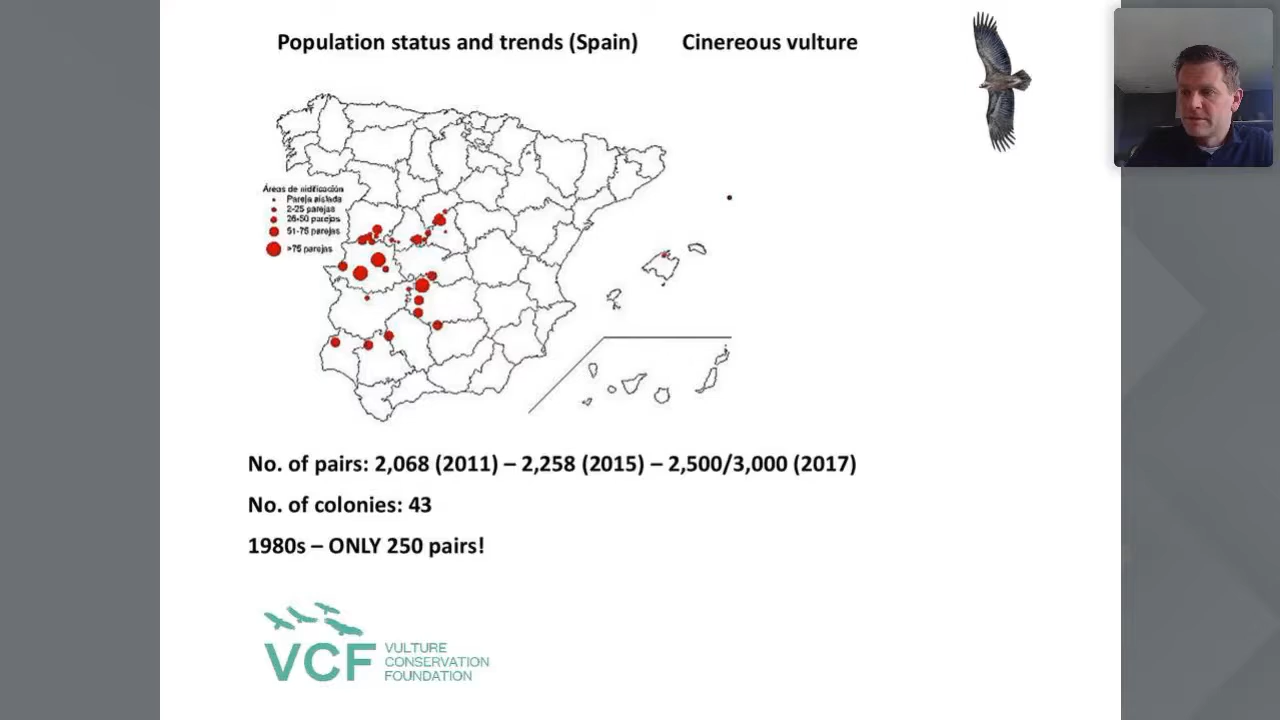 Population status and trends (Spain) Cinereous vulture
Áreas de nidificación
Pareja aislada
2-25 parejas
26-50 parejas
51-75 parejas
>75 parejas
No. of pairs: 2,068 (2011) – 2,258 (2015) – 2,500/3,000 (2017)
No. of colonies: 43
1980s – ONLY 250 pairs!
VCF
VULTURE
CONSERVATION
FOUNDATION